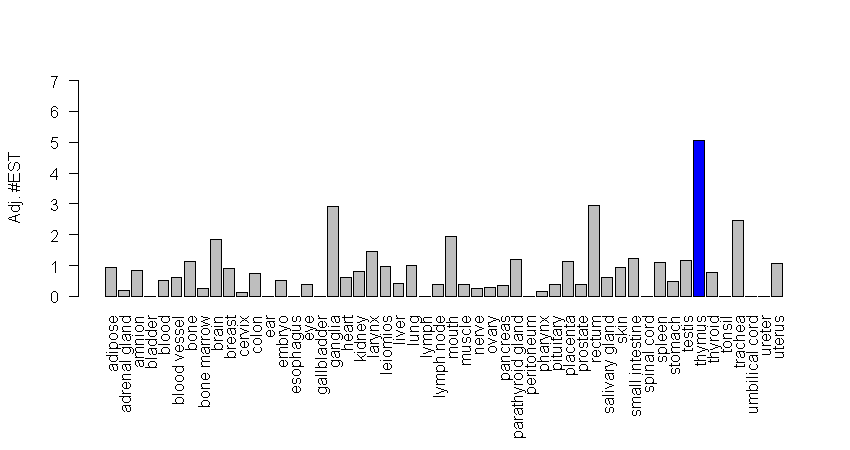 Adj. #EST
7
6
5
4
3
2
1
0
adipose
adrenal gland
amnion
bladder
blood
blood vessel
bone
bone marrow
brain
breast
cervix
colon
ear
embryo
esophagus
eye
gallbladder
ganglia
heart
kidney
larynx
leiomios
liver
lung
lymph
lymph node
mouth
muscle
nerve
ovary
pancreas
parathyroid gland
peritoneum
pharynx
pituitary
placenta
prostate
rectum
salivary gland
skin
small intestine
spinal cord
spleen
stomach
testis
thymus
thyroid
tonsil
trachea
umbilical cord
ureter
uterus